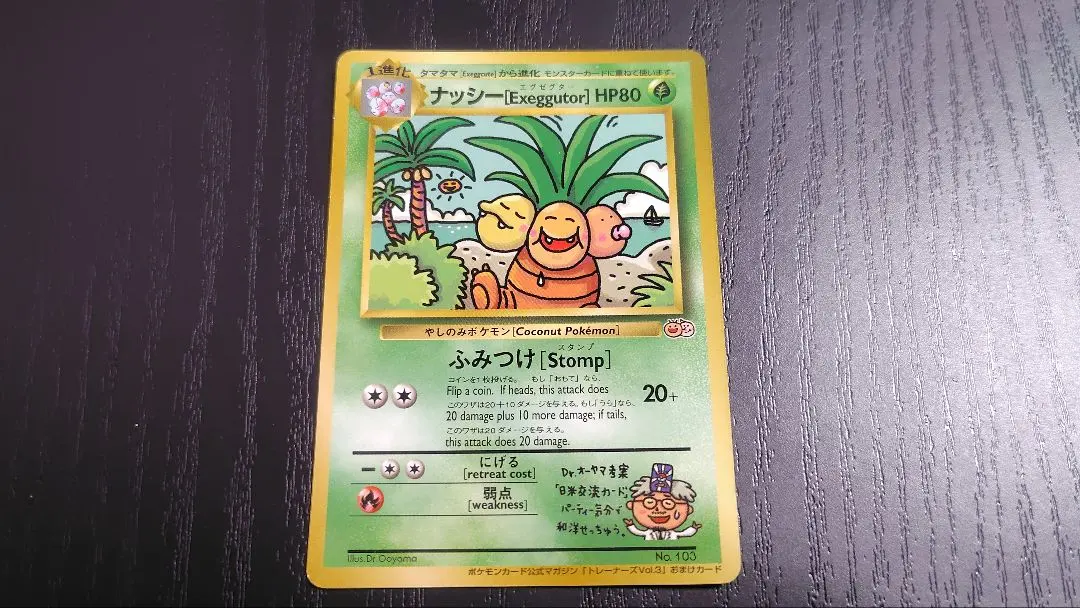 1進化
タマタマ[Exeggcute]から進化 モンスターカードに重ねて使います。
エグゼグタ
ナッシー[Exeggutor] HP80
やしのみポケモン[Coconut Pokémon]
スタンプ
ふみつけ[Stomp]
コインを1枚投げる。 もし「おもて」なら、
Flip a coin. If heads, this attack does
このワザは20+10ダメージを与える。もし「うら」なら、
20 damage plus 10 more damage; if tails,
このワザは20ダメージを与える。
this attack does 20 damage.
20+
− にげる
[retreat cost]
弱点
[weakness]
Dr.オーヤマ考案
「日米交流カード」
パーティー気分で
和洋せっちゅう。
Illus.Dr.Ooyama
No. 103
ポケモンカード公式マガジン「トレーナーズVol.3」おまけカード